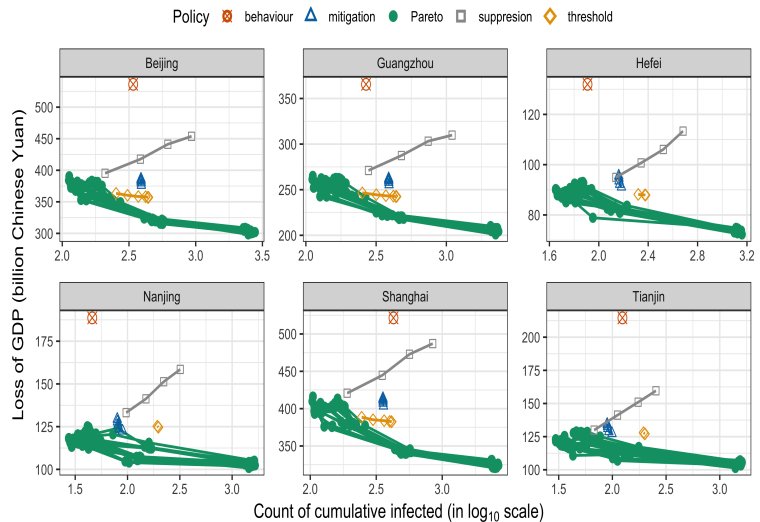 Policy behaviour mitigation Pareto suppresion threshold
Beijing Guangzhou Hefei
500
450
400
350
300
2.0 2.5 3.0 3.5
350
300
250
200
2.0 2.5 3.0
120
100
80
1.6 2.0 2.4 2.8 3.2
Nanjing Shanghai Tianjin
175
150
125
100
1.5 2.0 2.5 3.0
500
450
400
350
2.0 2.5 3.0
200
175
150
125
100
1.5 2.0 2.5 3.0
Loss of GDP (billion Chinese Yuan)
Count of cumulative infected (in log10 scale)